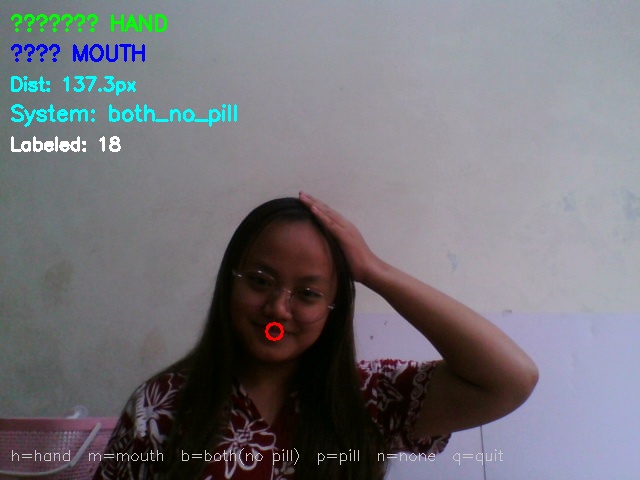 ??????? HAND
???? MOUTH
Dist: 137.3px
System: both_no_pill
Labeled: 18
h=hand m=mouth b=both(no pill) p=pill n=none q=quit